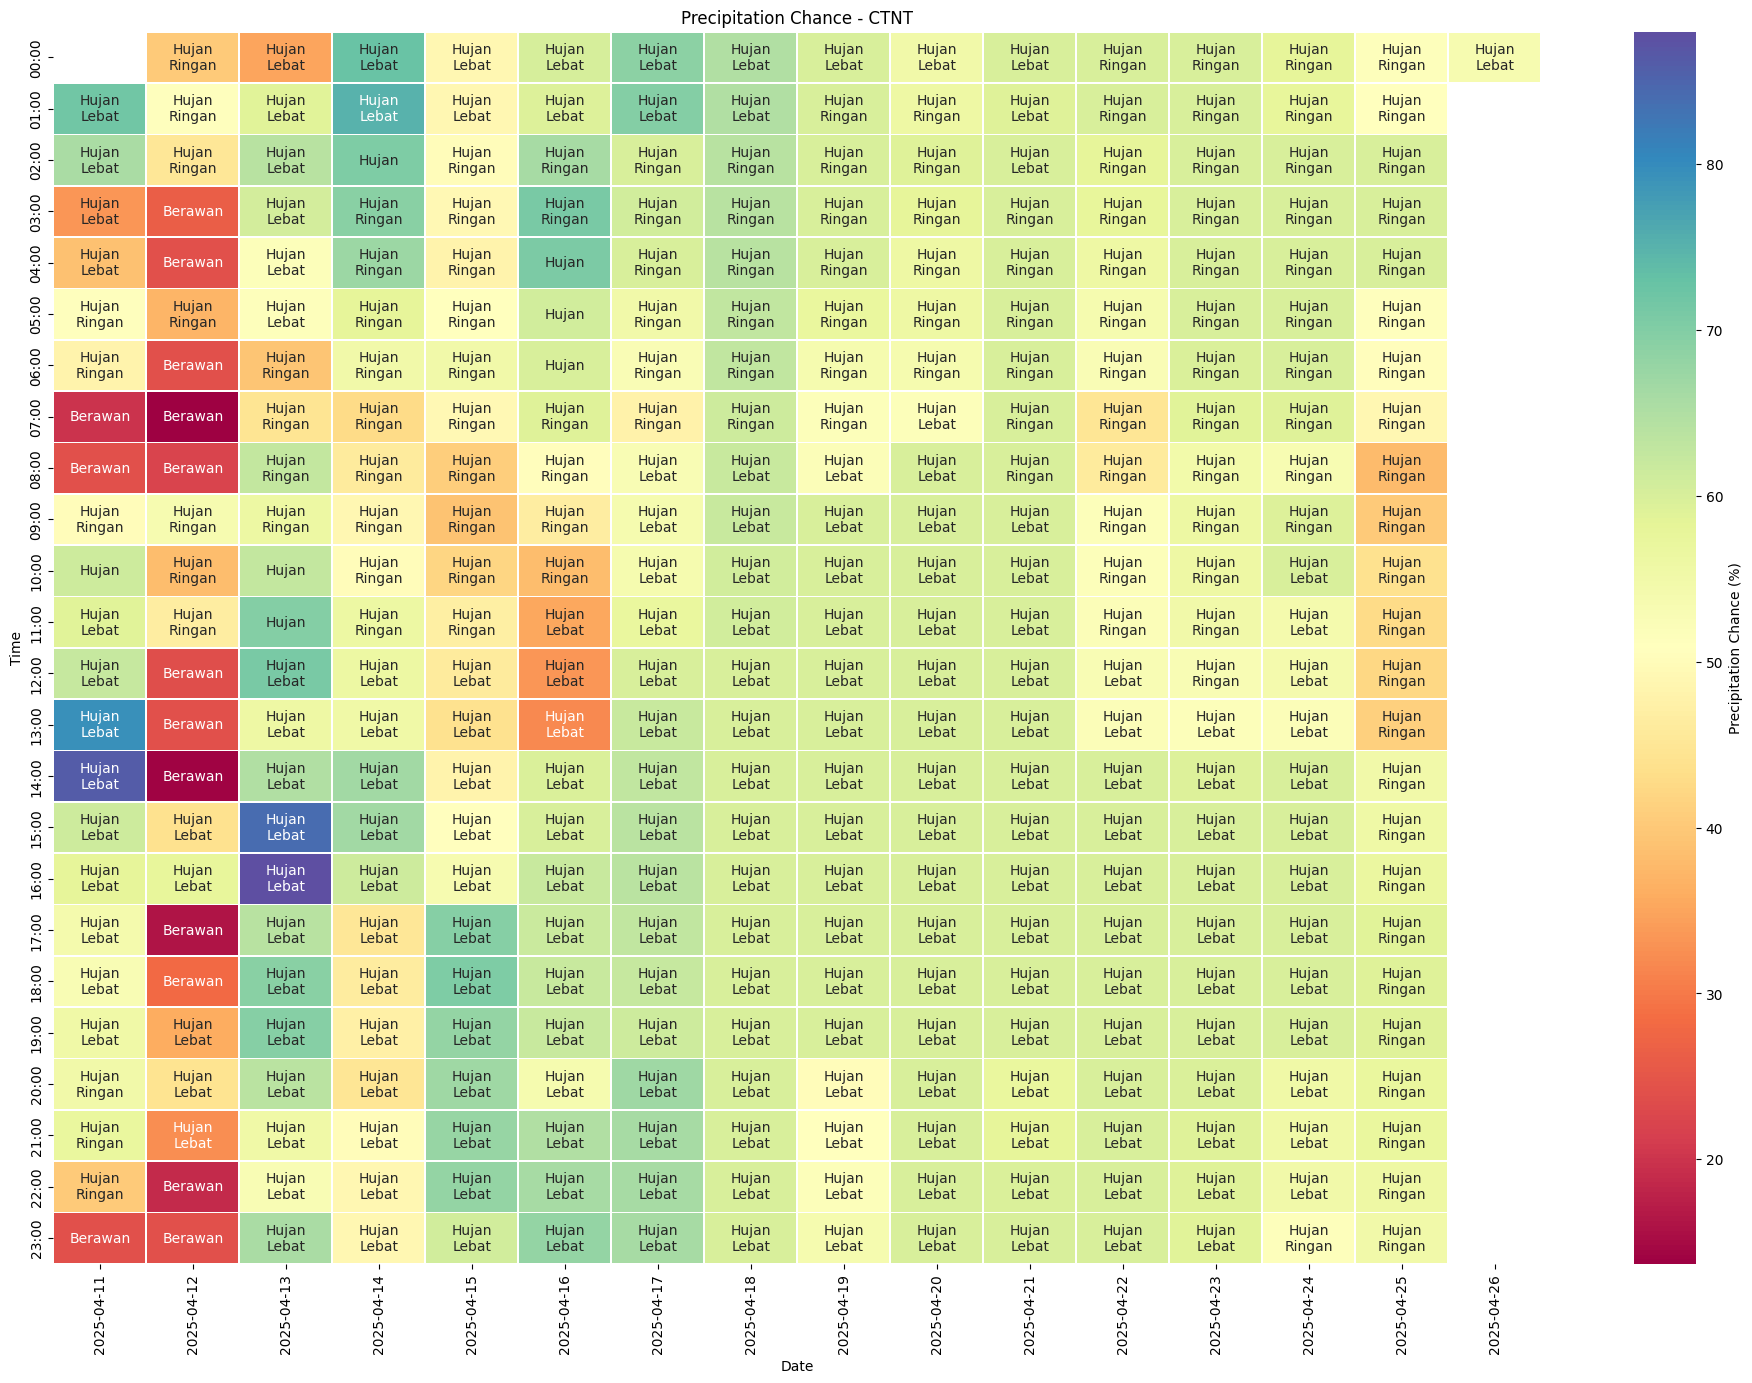 Precipitation Chance - CTNT
00:00 Hujan Ringan Hujan Lebat Hujan Lebat Hujan Lebat Hujan Lebat Hujan Lebat Hujan Lebat Hujan Lebat Hujan Lebat Hujan Lebat Hujan Ringan Hujan Ringan Hujan Ringan Hujan Ringan Hujan Lebat
01:00 Hujan Lebat Hujan Ringan Hujan Lebat Hujan Lebat Hujan Lebat Hujan Lebat Hujan Lebat Hujan Lebat Hujan Ringan Hujan Ringan Hujan Lebat Hujan Ringan Hujan Ringan Hujan Ringan Hujan Ringan
02:00 Hujan Lebat Hujan Ringan Hujan Lebat Hujan Hujan Ringan Hujan Ringan Hujan Ringan Hujan Ringan Hujan Ringan Hujan Ringan Hujan Lebat Hujan Ringan Hujan Ringan Hujan Ringan Hujan Ringan
03:00 Hujan Lebat Berawan Hujan Lebat Hujan Ringan Hujan Ringan Hujan Ringan Hujan Ringan Hujan Ringan Hujan Ringan Hujan Ringan Hujan Ringan Hujan Ringan Hujan Ringan Hujan Ringan Hujan Ringan
04:00 Hujan Lebat Berawan Hujan Lebat Hujan Ringan Hujan Ringan Hujan Hujan Ringan Hujan Ringan Hujan Ringan Hujan Ringan Hujan Ringan Hujan Ringan Hujan Ringan Hujan Ringan Hujan Ringan
05:00 Hujan Ringan Hujan Ringan Hujan Lebat Hujan Ringan Hujan Ringan Hujan Hujan Ringan Hujan Ringan Hujan Ringan Hujan Ringan Hujan Ringan Hujan Ringan Hujan Ringan Hujan Ringan Hujan Ringan
06:00 Hujan Ringan Berawan Hujan Ringan Hujan Ringan Hujan Ringan Hujan Hujan Ringan Hujan Ringan Hujan Ringan Hujan Ringan Hujan Ringan Hujan Ringan Hujan Ringan Hujan Ringan Hujan Ringan
07:00 Berawan Berawan Hujan Ringan Hujan Ringan Hujan Ringan Hujan Ringan Hujan Ringan Hujan Ringan Hujan Ringan Hujan Lebat Hujan Ringan Hujan Ringan Hujan Ringan Hujan Ringan Hujan Ringan
08:00 Berawan Berawan Hujan Ringan Hujan Ringan Hujan Ringan Hujan Ringan Hujan Lebat Hujan Lebat Hujan Lebat Hujan Lebat Hujan Ringan Hujan Ringan Hujan Ringan Hujan Ringan Hujan Ringan
09:00 Hujan Ringan Hujan Ringan Hujan Ringan Hujan Ringan Hujan Ringan Hujan Ringan Hujan Lebat Hujan Lebat Hujan Lebat Hujan Lebat Hujan Lebat Hujan Ringan Hujan Ringan Hujan Ringan Hujan Ringan
10:00 Hujan Hujan Ringan Hujan Hujan Ringan Hujan Ringan Hujan Ringan Hujan Lebat Hujan Lebat Hujan Lebat Hujan Lebat Hujan Lebat Hujan Ringan Hujan Ringan Hujan Lebat Hujan Ringan
11:00 Hujan Lebat Hujan Ringan Hujan Hujan Ringan Hujan Ringan Hujan Lebat Hujan Lebat Hujan Lebat Hujan Lebat Hujan Lebat Hujan Lebat Hujan Ringan Hujan Ringan Hujan Lebat Hujan Ringan
12:00 Hujan Lebat Berawan Hujan Lebat Hujan Lebat Hujan Lebat Hujan Lebat Hujan Lebat Hujan Lebat Hujan Lebat Hujan Lebat Hujan Lebat Hujan Lebat Hujan Ringan Hujan Lebat Hujan Ringan
13:00 Hujan Lebat Berawan Hujan Lebat Hujan Lebat Hujan Lebat Hujan Lebat Hujan Lebat Hujan Lebat Hujan Lebat Hujan Lebat Hujan Lebat Hujan Lebat Hujan Lebat Hujan Lebat Hujan Ringan
14:00 Hujan Lebat Berawan Hujan Lebat Hujan Lebat Hujan Lebat Hujan Lebat Hujan Lebat Hujan Lebat Hujan Lebat Hujan Lebat Hujan Lebat Hujan Lebat Hujan Lebat Hujan Lebat Hujan Ringan
15:00 Hujan Lebat Hujan Lebat Hujan Lebat Hujan Lebat Hujan Lebat Hujan Lebat Hujan Lebat Hujan Lebat Hujan Lebat Hujan Lebat Hujan Lebat Hujan Lebat Hujan Lebat Hujan Lebat Hujan Ringan
16:00 Hujan Lebat Hujan Lebat Hujan Lebat Hujan Lebat Hujan Lebat Hujan Lebat Hujan Lebat Hujan Lebat Hujan Lebat Hujan Lebat Hujan Lebat Hujan Lebat Hujan Lebat Hujan Lebat Hujan Ringan
17:00 Hujan Lebat Berawan Hujan Lebat Hujan Lebat Hujan Lebat Hujan Lebat Hujan Lebat Hujan Lebat Hujan Lebat Hujan Lebat Hujan Lebat Hujan Lebat Hujan Lebat Hujan Lebat Hujan Ringan
18:00 Hujan Lebat Berawan Hujan Lebat Hujan Lebat Hujan Lebat Hujan Lebat Hujan Lebat Hujan Lebat Hujan Lebat Hujan Lebat Hujan Lebat Hujan Lebat Hujan Lebat Hujan Lebat Hujan Ringan
19:00 Hujan Lebat Hujan Lebat Hujan Lebat Hujan Lebat Hujan Lebat Hujan Lebat Hujan Lebat Hujan Lebat Hujan Lebat Hujan Lebat Hujan Lebat Hujan Lebat Hujan Lebat Hujan Lebat Hujan Ringan
20:00 Hujan Ringan Hujan Lebat Hujan Lebat Hujan Lebat Hujan Lebat Hujan Lebat Hujan Lebat Hujan Lebat Hujan Lebat Hujan Lebat Hujan Lebat Hujan Lebat Hujan Lebat Hujan Lebat Hujan Ringan
21:00 Hujan Ringan Hujan Lebat Hujan Lebat Hujan Lebat Hujan Lebat Hujan Lebat Hujan Lebat Hujan Lebat Hujan Lebat Hujan Lebat Hujan Lebat Hujan Lebat Hujan Lebat Hujan Lebat Hujan Ringan
22:00 Hujan Ringan Berawan Hujan Lebat Hujan Lebat Hujan Lebat Hujan Lebat Hujan Lebat Hujan Lebat Hujan Lebat Hujan Lebat Hujan Lebat Hujan Lebat Hujan Lebat Hujan Lebat Hujan Ringan
23:00 Berawan Berawan Hujan Lebat Hujan Lebat Hujan Lebat Hujan Lebat Hujan Lebat Hujan Lebat Hujan Lebat Hujan Lebat Hujan Lebat Hujan Lebat Hujan Lebat Hujan Ringan Hujan Ringan
Time
2025-04-11 2025-04-12 2025-04-13 2025-04-14 2025-04-15 2025-04-16 2025-04-17 2025-04-18 2025-04-19 2025-04-20 2025-04-21 2025-04-22 2025-04-23 2025-04-24 2025-04-25 2025-04-26
Date
80
70
60
50
40
30
20
Precipitation Chance (%)